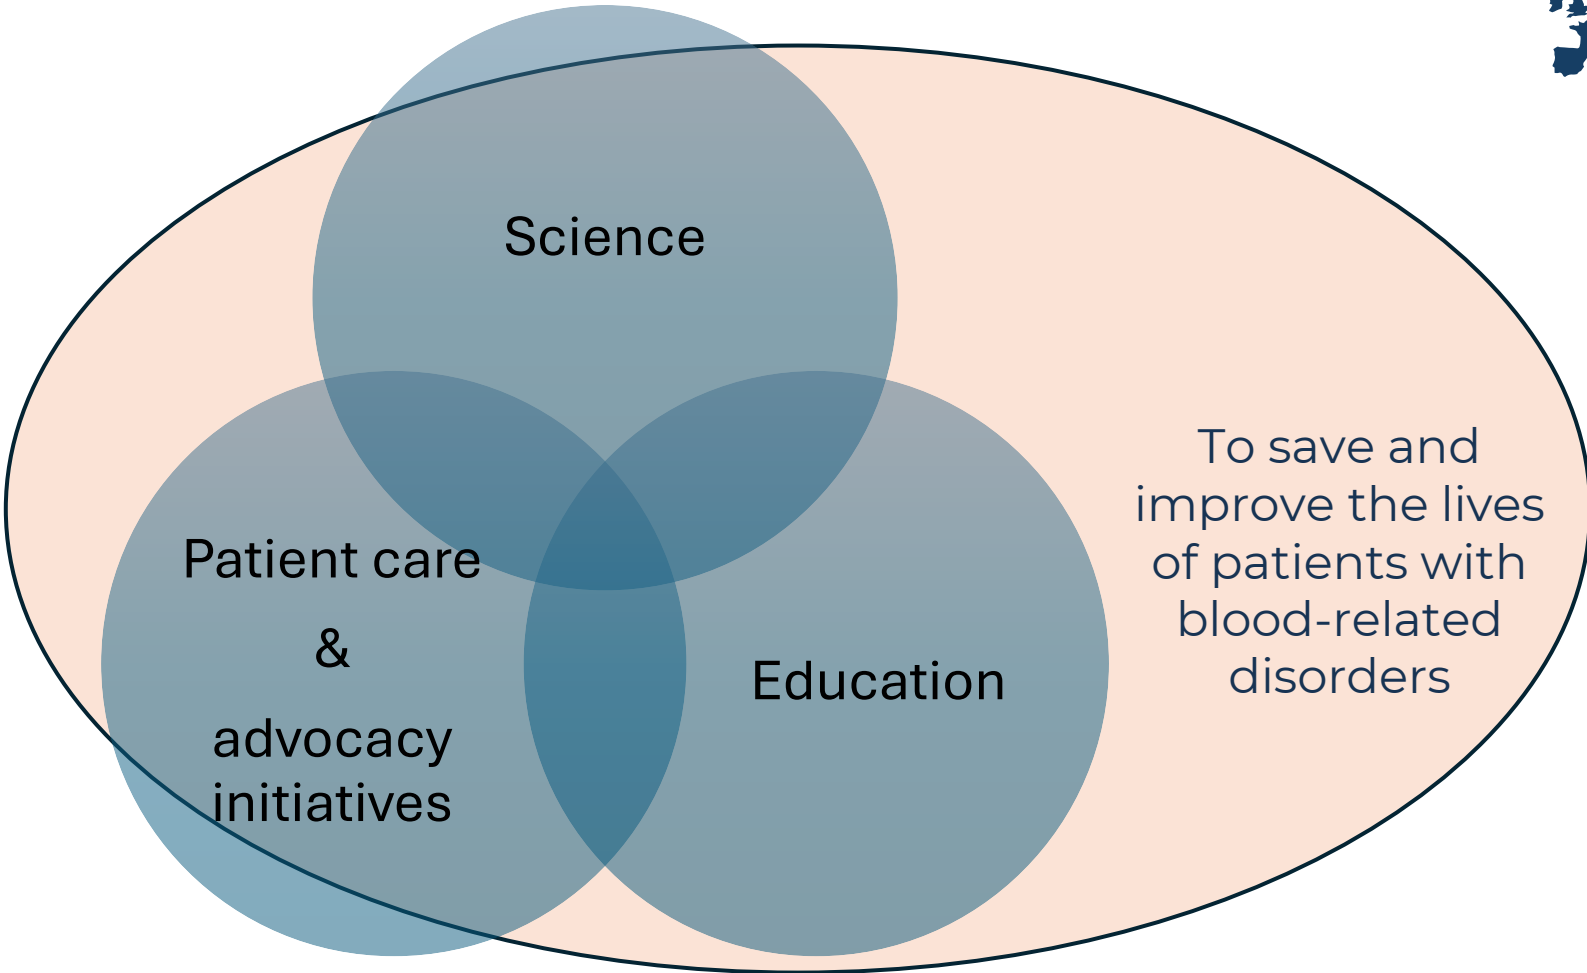 Science
Patient care
&
advocacy
initiatives
Education
To save and
improve the lives
of patients with
blood-related
disorders